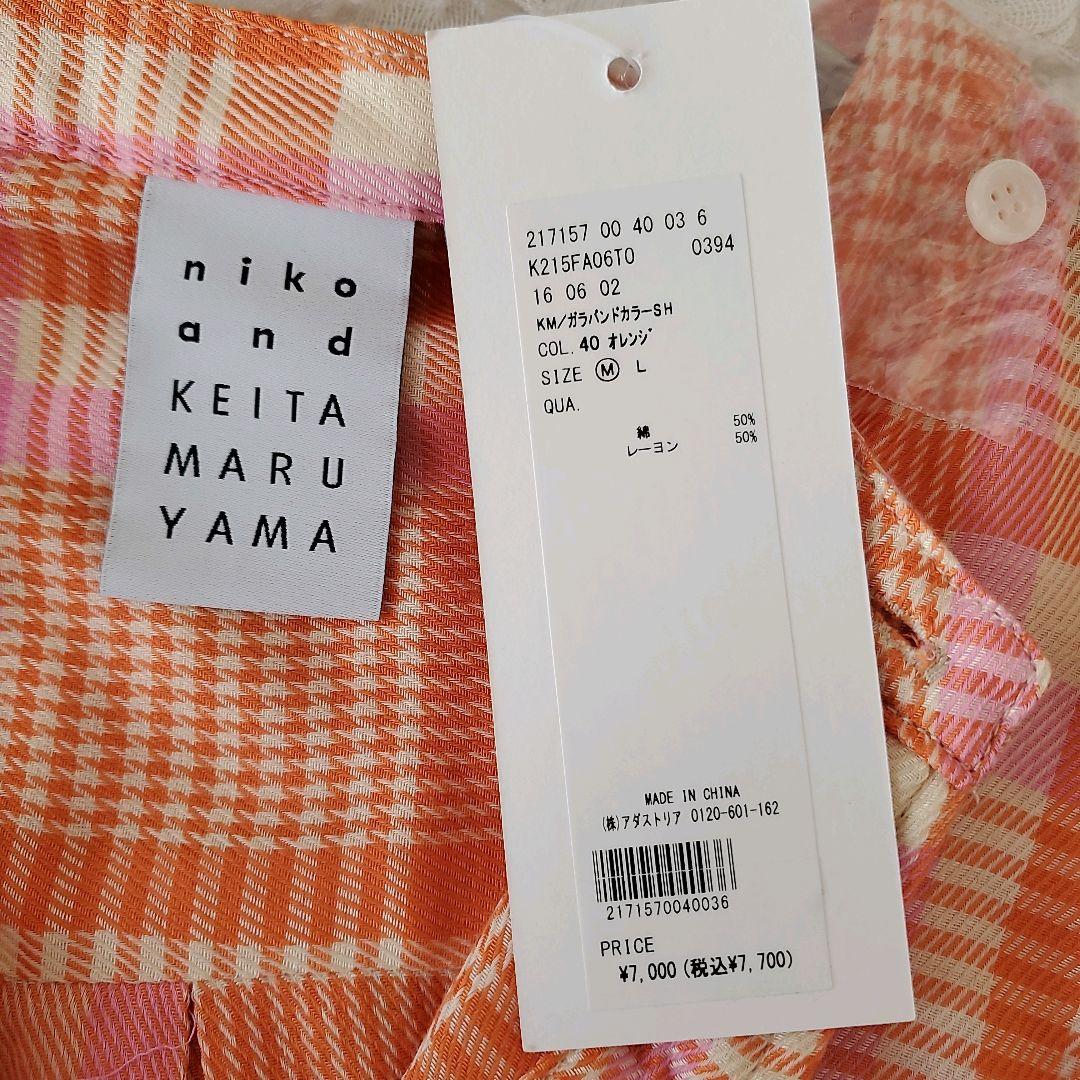 niko
and
KEITA
MARU
YAMA
217157 00 40 03 6
K215FA06TO 0394
16 06 02
KM/ガラバンドカラーSH
COL. 40 オレンジ
SIZE Ⓜ L
QUA.
綿 50%
レーヨン 50%
MADE IN CHINA
(株)アダストリア 0120-601-162
2171570040036
PRICE
¥7,000 (税込¥7,700)